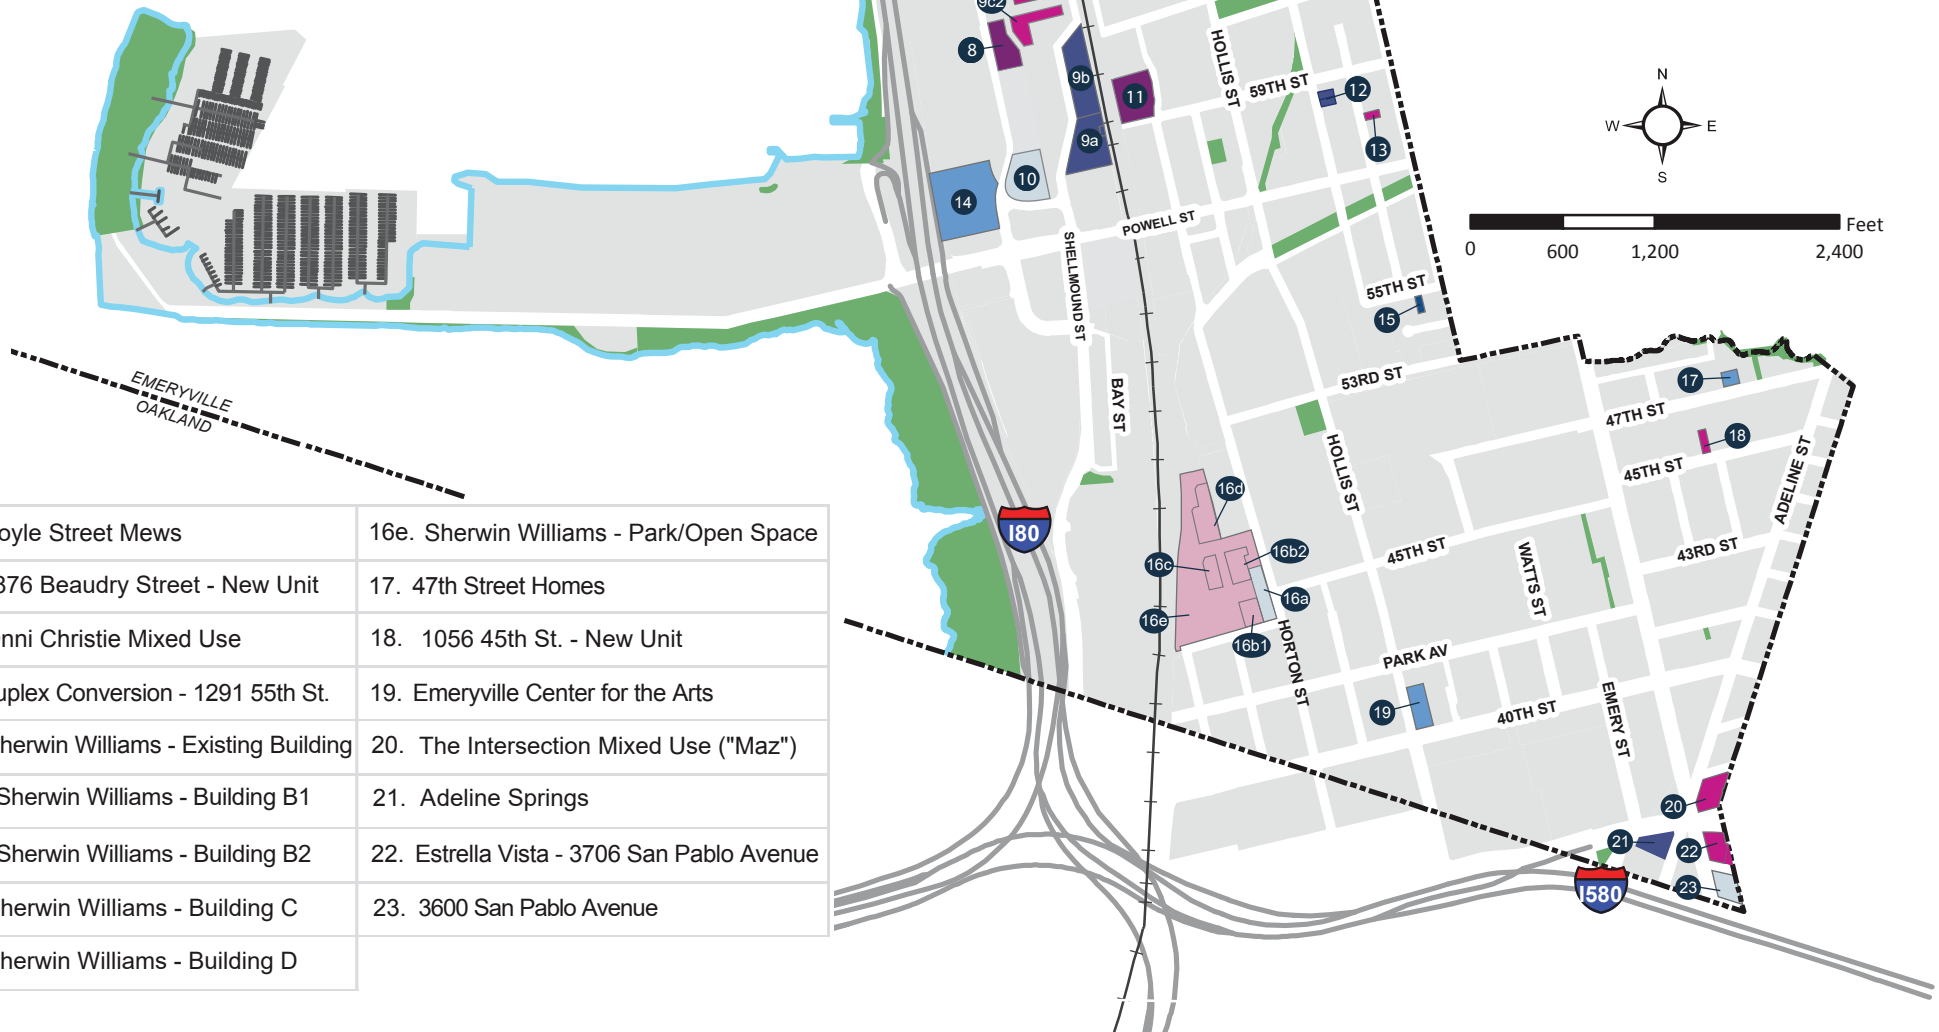 9c2
8
9b
11
9a
10
14
HOLLIS ST
59TH ST
12
13
N
W
E
S
Feet
0
600
1,200
2,400
POWELL ST
SHELLMOUND ST
55TH ST
15
BAY ST
53RD ST
17
47TH ST
18
45TH ST
ADELINE ST
HOLLIS ST
EMERYVILLE
OAKLAND
I80
16d
16b2
16c
16a
16e
16b1
45TH ST
WATTS ST
43RD ST
HORTON ST
PARK AV
19
40TH ST
EMERY ST
20
21
22
23
I580
oyle Street Mews
376 Beaudry Street - New Unit
nni Christie Mixed Use
uplex Conversion - 1291 55th St.
herwin Williams - Existing Building
Sherwin Williams - Building B1
Sherwin Williams - Building B2
herwin Williams - Building C
herwin Williams - Building D
16e. Sherwin Williams - Park/Open Space
17. 47th Street Homes
18. 1056 45th St. - New Unit
19. Emeryville Center for the Arts
20. The Intersection Mixed Use ("Maz")
21. Adeline Springs
22. Estrella Vista - 3706 San Pablo Avenue
23. 3600 San Pablo Avenue